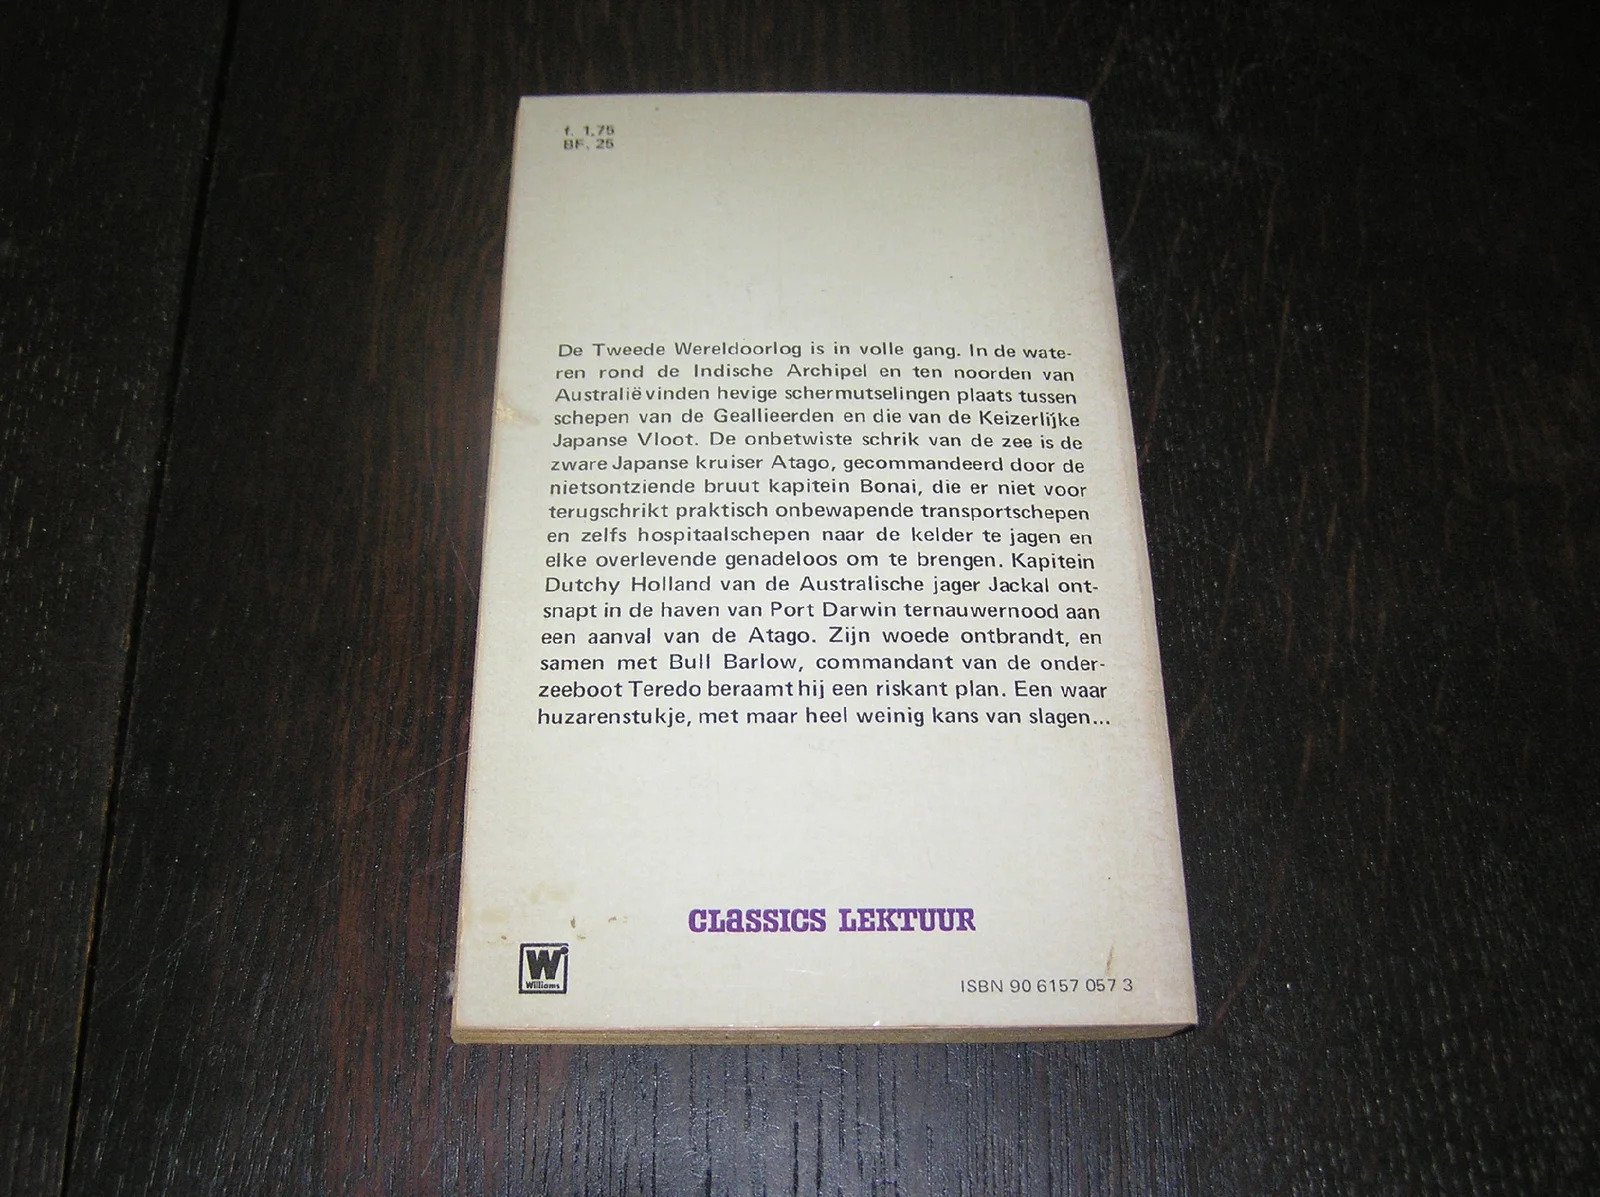 f. 1,75
BF. 25
De Tweede Wereldoorlog is in volle gang. In de wate-
ren rond de Indische Archipel en ten noorden van
Australië vinden hevige schermutselingen plaats tussen
schepen van de Geallieerden en die van de Keizerlijke
Japanse Vloot. De onbetwiste schrik van de zee is de
zware Japanse kruiser Atago, gecommandeerd door de
nietsontziende bruut kapitein Bonai, die er niet voor
terugschrikt praktisch onbewapende transportschepen
en zelfs hospitaalschepen naar de kelder te jagen en
elke overlevende genadeloos om te brengen. Kapitein
Dutchy Holland van de Australische jager Jackal ont-
snapt in de haven van Port Darwin ternauwernood aan
een aanval van de Atago. Zijn woede ontbrandt, en
samen met Bull Barlow, commandant van de onder-
zeeboot Teredo beraamt hij een riskant plan. Een waar
huzarenstukje, met maar heel weinig kans van slagen...
CLASSICS LEKTUUR
W
Williams
ISBN 90 6157 057 3